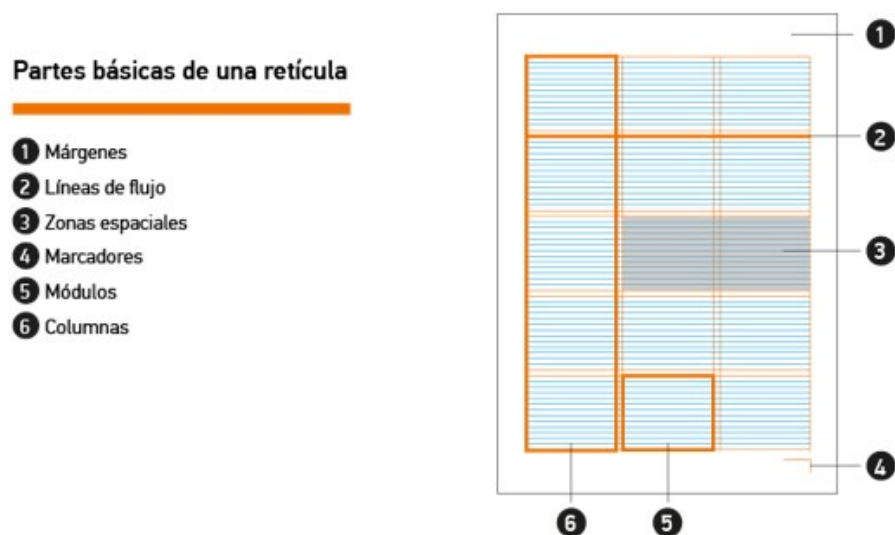 Partes básicas de una retícula
1 Márgenes
2 Líneas de flujo
3 Zonas espaciales
4 Marcadores
5 Módulos
6 Columnas
1
2
3
4
6
5